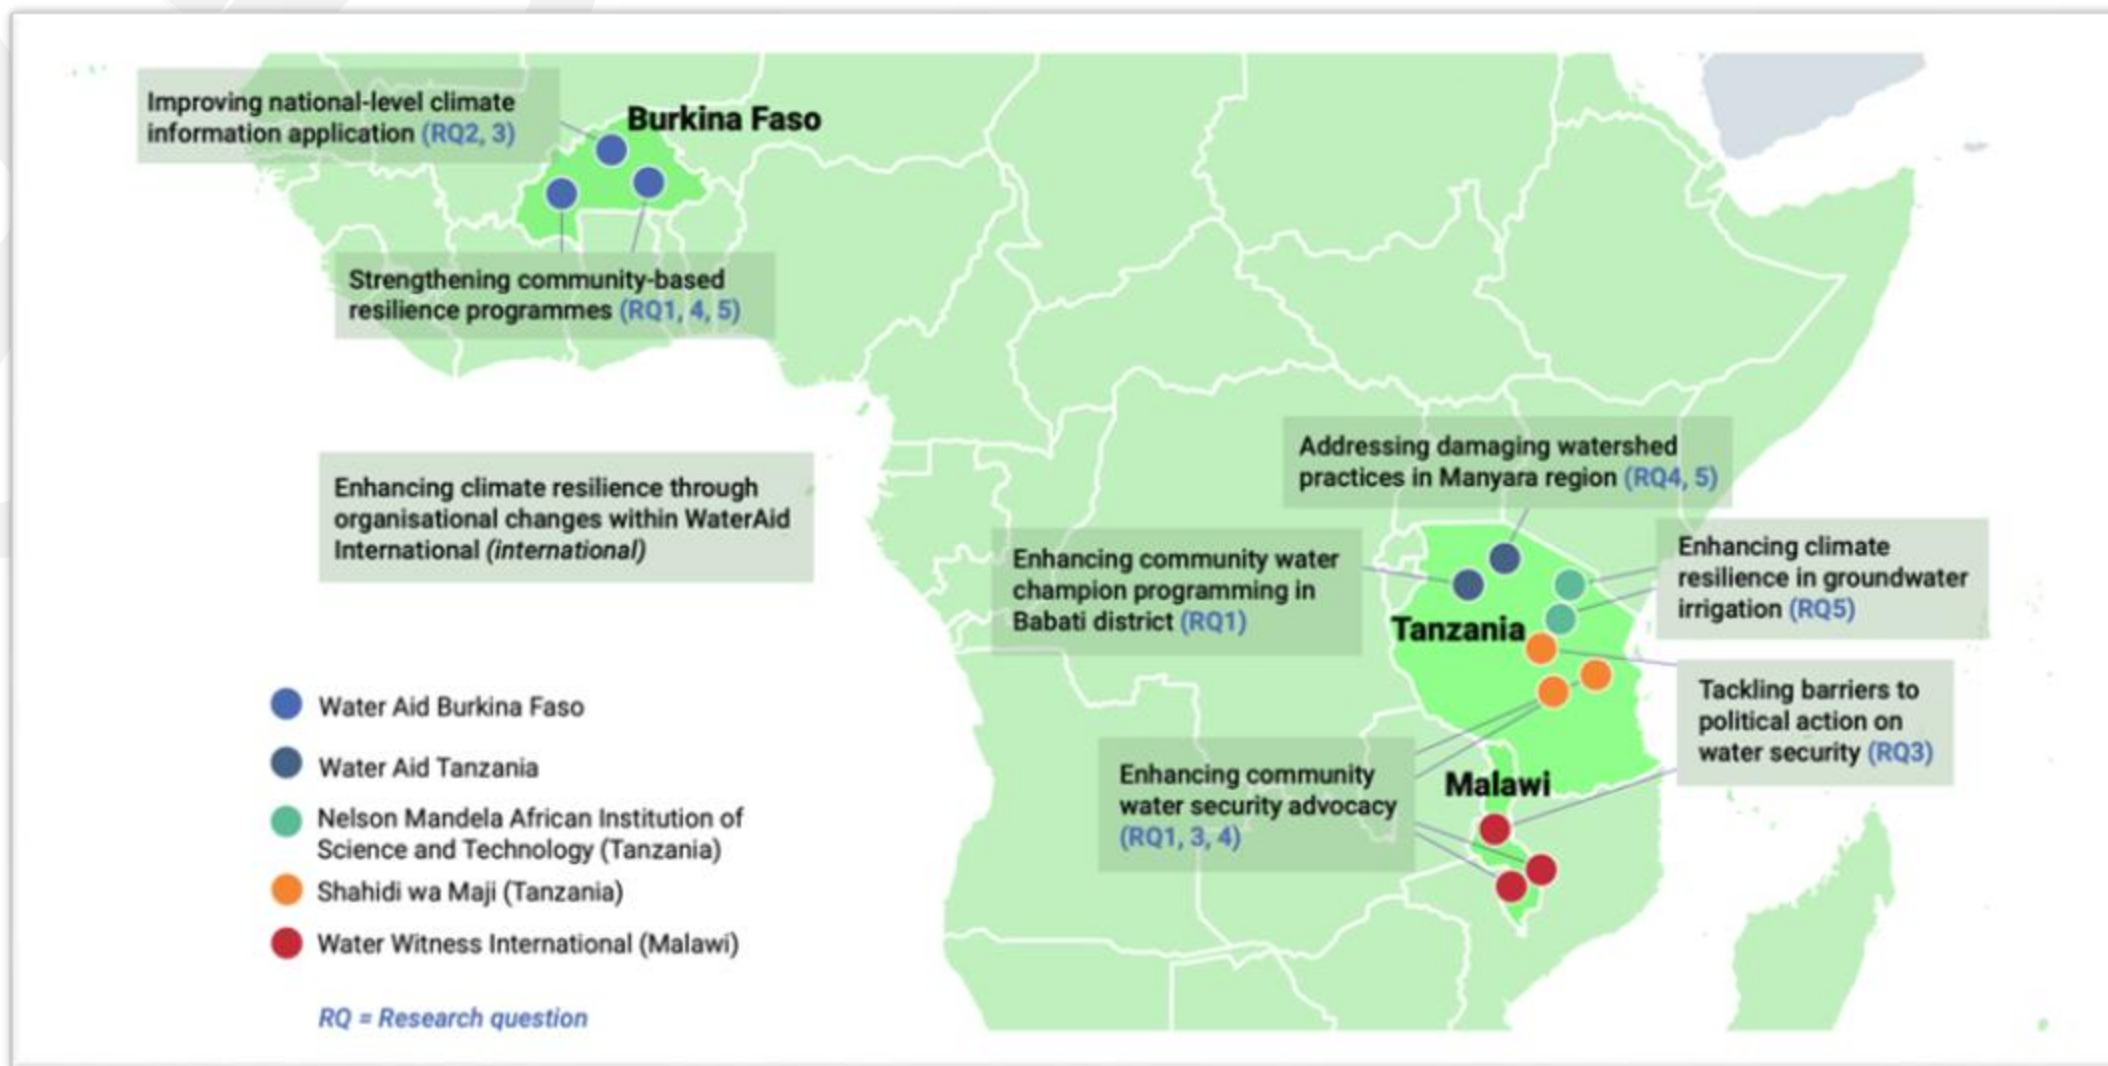 Improving national-level climate
information application (RQ2, 3)
Burkina Faso
Strengthening community-based
resilience programmes (RQ1, 4, 5)
Enhancing climate resilience through
organisational changes within WaterAid
International (international)
Addressing damaging watershed
practices in Manyara region (RQ4, 5)
Enhancing community water
champion programming in
Babati district (RQ1)
Enhancing climate
resilience in groundwater
irrigation (RQ5)
Tanzania
Tackling barriers to
political action on
water security (RQ3)
Malawi
Enhancing community
water security advocacy
(RQ1, 3, 4)
Water Aid Burkina Faso
Water Aid Tanzania
Nelson Mandela African Institution of
Science and Technology (Tanzania)
Shahidi wa Maji (Tanzania)
Water Witness International (Malawi)
RQ = Research question